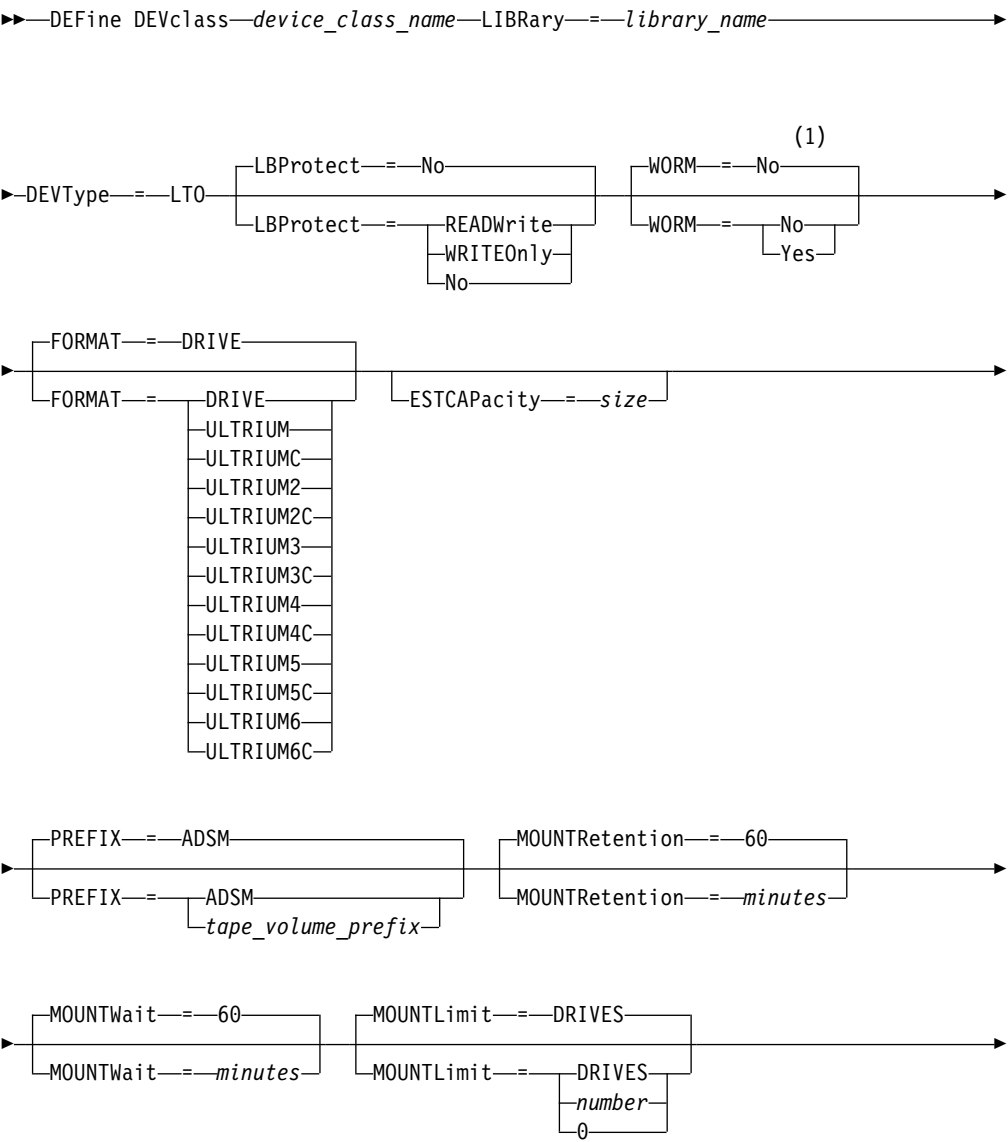 DEFine DEVclass device_class_name LIBRary = library_name
(1)
LBProtect = No WORM = No
DEVType = LTO
LBProtect = READWrite WORM = No
WRITEOnly Yes
No
FORMAT = DRIVE
FORMAT = DRIVE ESTCAPacity = size
ULTRIUM
ULTRIUMC
ULTRIUM2
ULTRIUM2C
ULTRIUM3
ULTRIUM3C
ULTRIUM4
ULTRIUM4C
ULTRIUM5
ULTRIUM5C
ULTRIUM6
ULTRIUM6C
PREFIX = ADSM MOUNTRetention = 60
PREFIX = ADSM MOUNTRetention = minutes
tape_volume_prefix
MOUNTWait = 60 MOUNTLimit = DRIVES
MOUNTWait = minutes MOUNTLimit = DRIVES
number
0